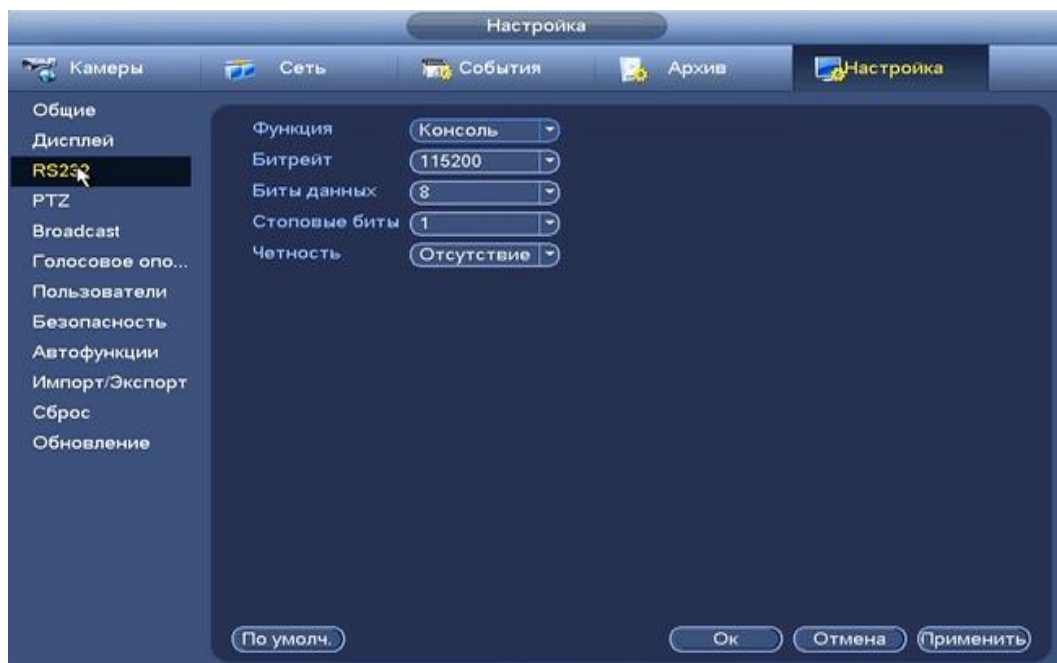 Настройка
Камеры Сеть События Архив Настройка
Общие
Дисплей
RS232
PTZ
Broadcast
Голосовое опо...
Пользователи
Безопасность
Автофункции
Импорт/Экспорт
Сброс
Обновление
Функция Консоль
Битрейт 115200
Биты данных 8
Стоповые биты 1
Четность Отсутствие
По умолч. Ок Отмена Применить